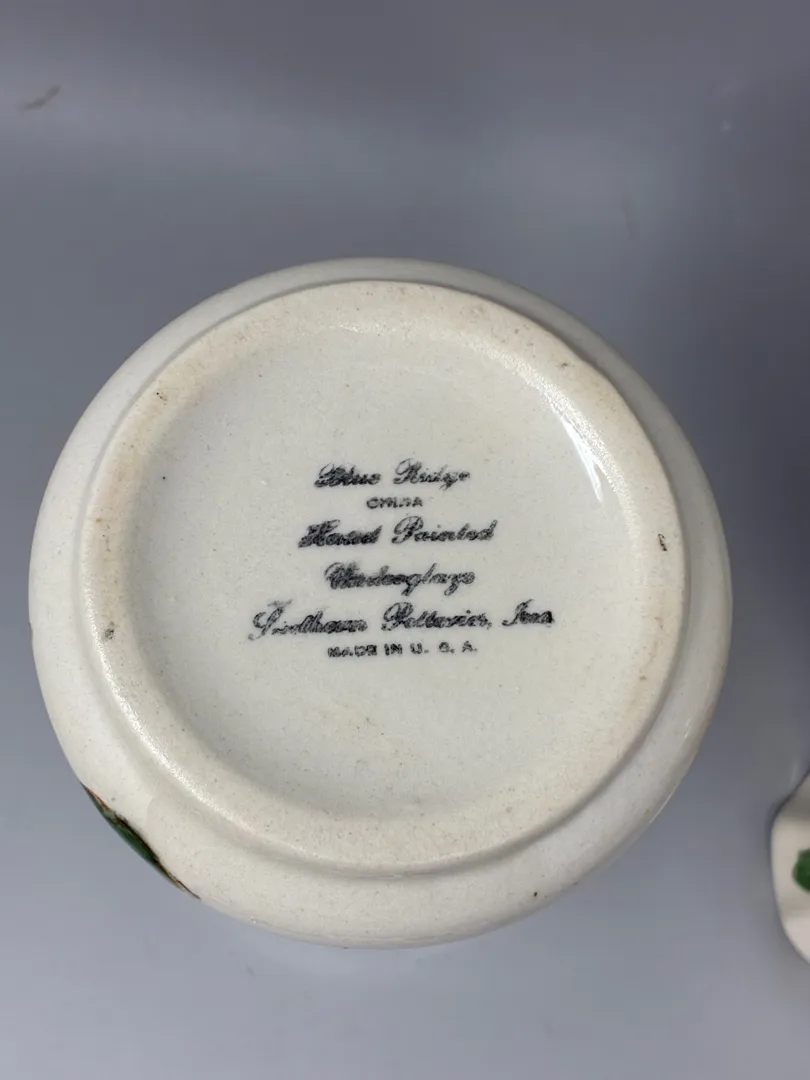 Blue Ridge
CHINA
Hand Painted
Underglaze
Southern Potteries, Inc.
MADE IN U. S. A.